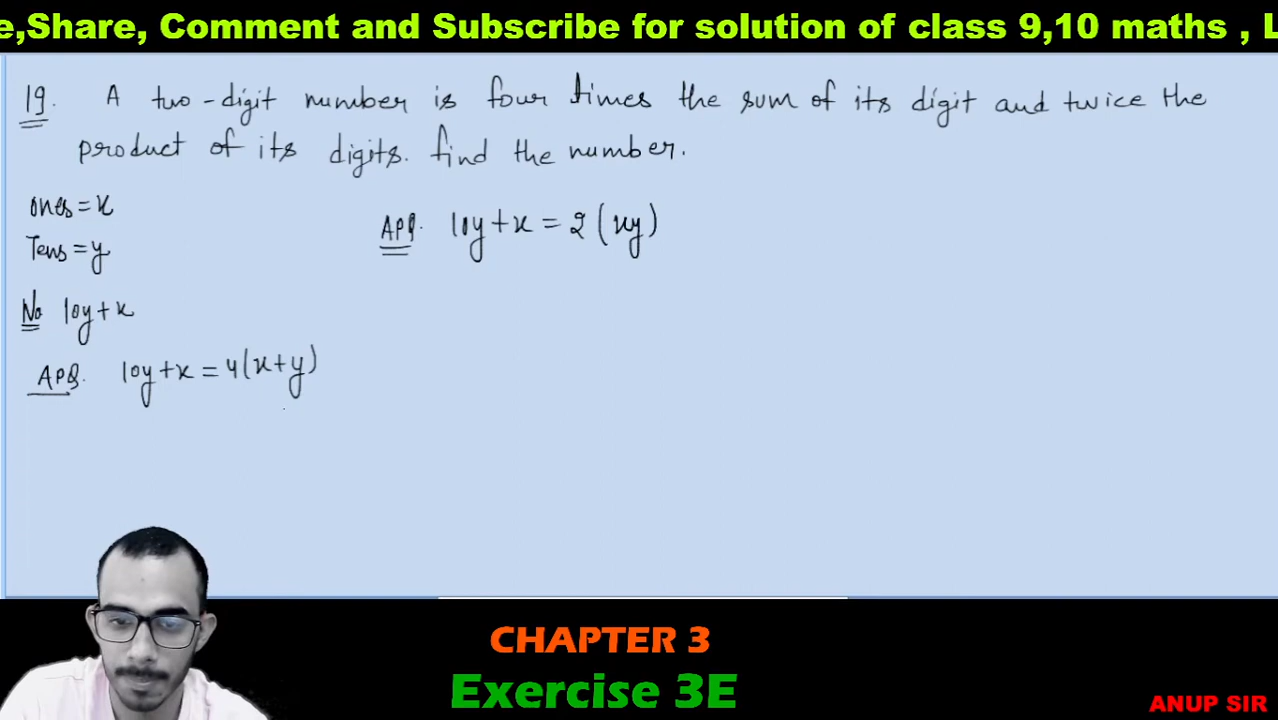 e,Share, Comment and Subscribe for solution of class 9,10 maths , L
19. A two-digit number is four times the sum of its digit and twice the
product of its digits. find the number.
ones = x
Tens = y
No 10y+x
APQ. 10y+x = 4(x+y)
APQ. 10y+x = 2(xy)
CHAPTER 3
Exercise 3E
ANUP SIR